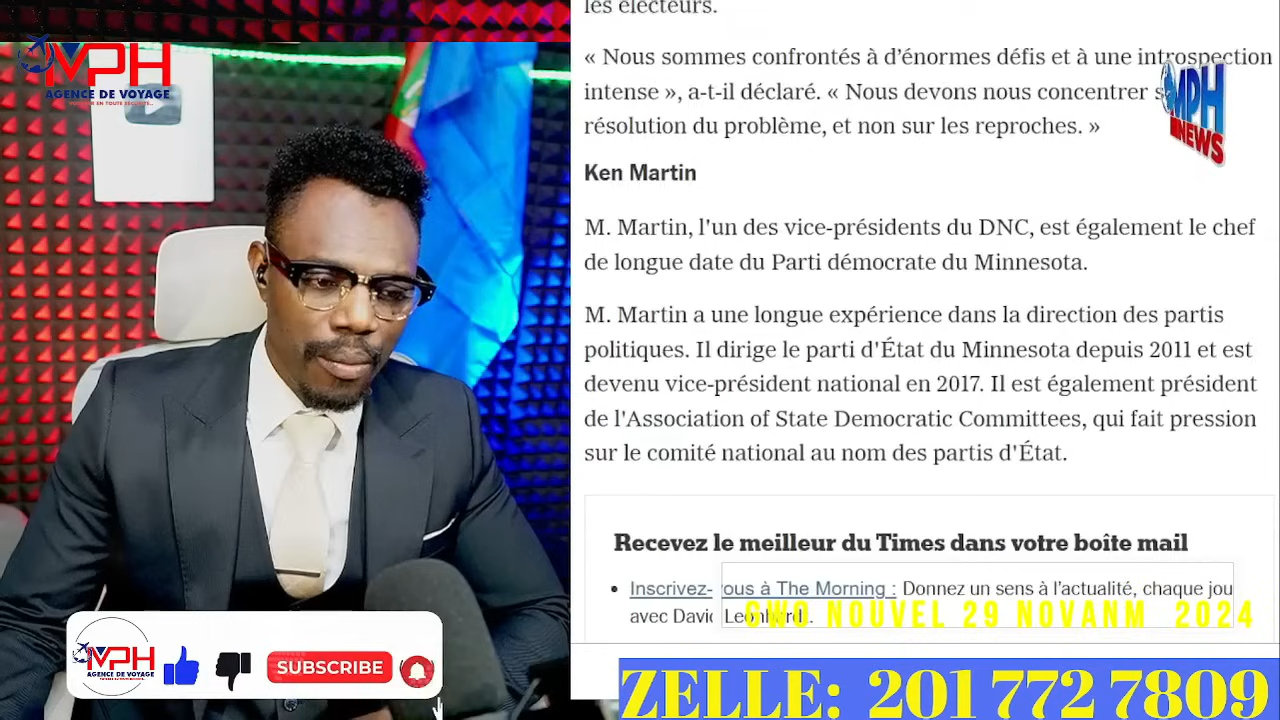 MPH
AGENCE DE VOYAGE
les électeurs.
« Nous sommes confrontés à d'énormes défis et à une introspection
intense », a-t-il déclaré. « Nous devons nous concentrer
résolution du problème, et non sur les reproches. »
MPH
NEWS
Ken Martin
M. Martin, l'un des vice-présidents du DNC, est également le chef
de longue date du Parti démocrate du Minnesota.
M. Martin a une longue expérience dans la direction des partis
politiques. Il dirige le parti d'État du Minnesota depuis 2011 et est
devenu vice-président national en 2017. Il est également président
de l'Association of State Democratic Committees, qui fait pression
sur le comité national au nom des partis d'État.
Recevez le meilleur du Times dans votre boîte mail
Inscrivez-vous à The Morning : Donnez un sens à l'actualité, chaque jou
avec David Leonhardt.
GWO NOUVEL 29 NOVANM 2024
MPH
AGENCE DE VOYAGE
SUBSCRIBE
ZELLE: 201 772 7809